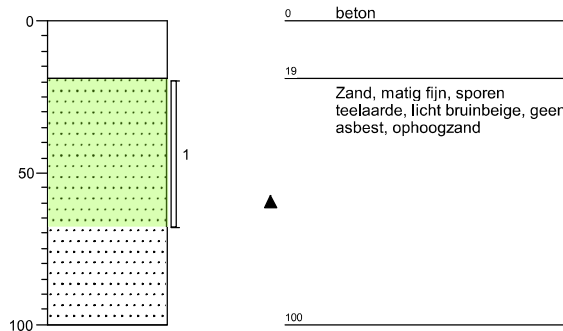 0
50
100
1
0
beton
19
Zand, matig fijn, sporen
teelaarde, licht bruinbeige, geen
asbest, ophoogzand
100